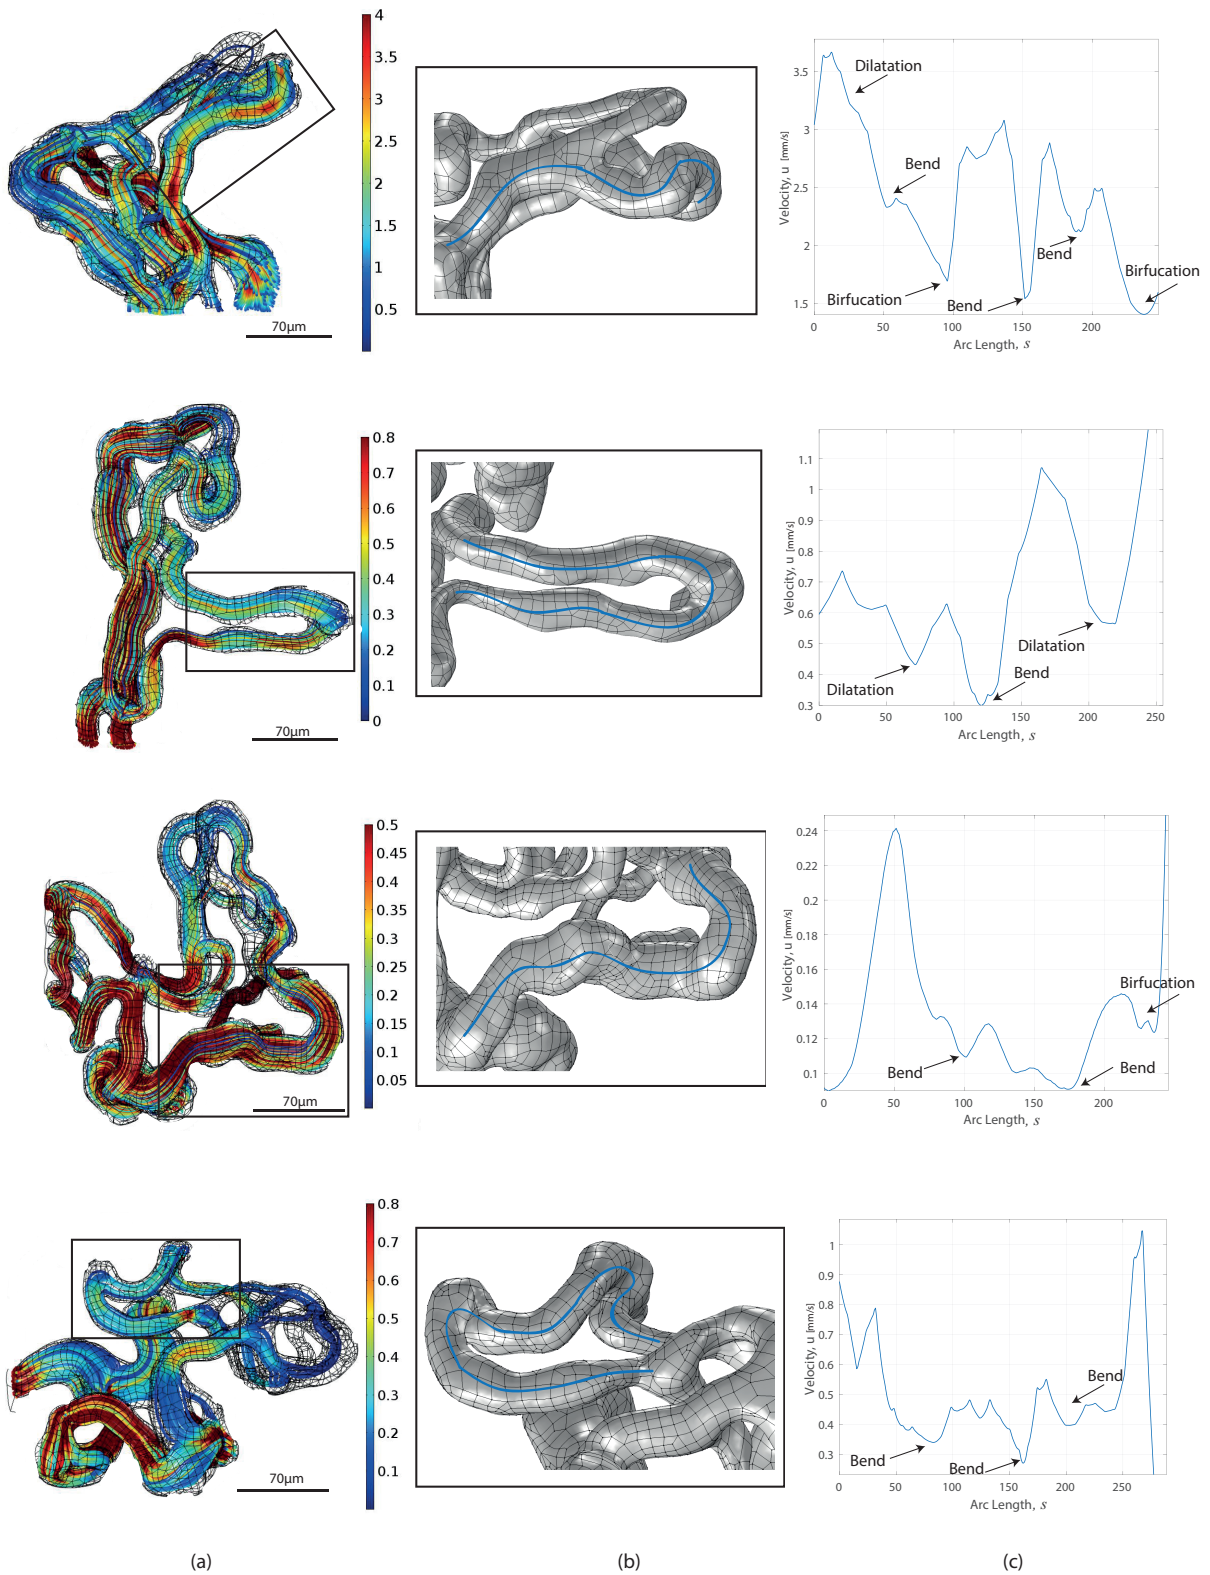 4
3.5
3
2.5
2
1.5
1
0.5
70μm
3.5
3
2.5
2
1.5
Velocity, u [mm/s]
Dilatation
Bend
Birfucation
Bend
Bend
Birfucation
0 50 100 150 200
Arc Length, s
0.8
0.7
0.6
0.5
0.4
0.3
0.2
0.1
0
70μm
1.1
1
0.9
0.8
0.7
0.6
0.5
0.4
0.3
Velocity, u [mm/s]
Dilatation
Bend
Dilatation
0 50 100 150 200 250
Arc Length, s
0.5
0.45
0.4
0.35
0.3
0.25
0.2
0.15
0.1
0.05
70μm
0.24
0.22
0.2
0.18
0.16
0.14
0.12
0.1
Velocity, u [mm/s]
Birfucation
Bend
Bend
0 50 100 150 200
Arc Length, s
0.8
0.7
0.6
0.5
0.4
0.3
0.2
0.1
70μm
1
0.9
0.8
0.7
0.6
0.5
0.4
0.3
Velocity, u [mm/s]
Bend
Bend
Bend
0 50 100 150 200 250
Arc Length, s
(a) (b) (c)